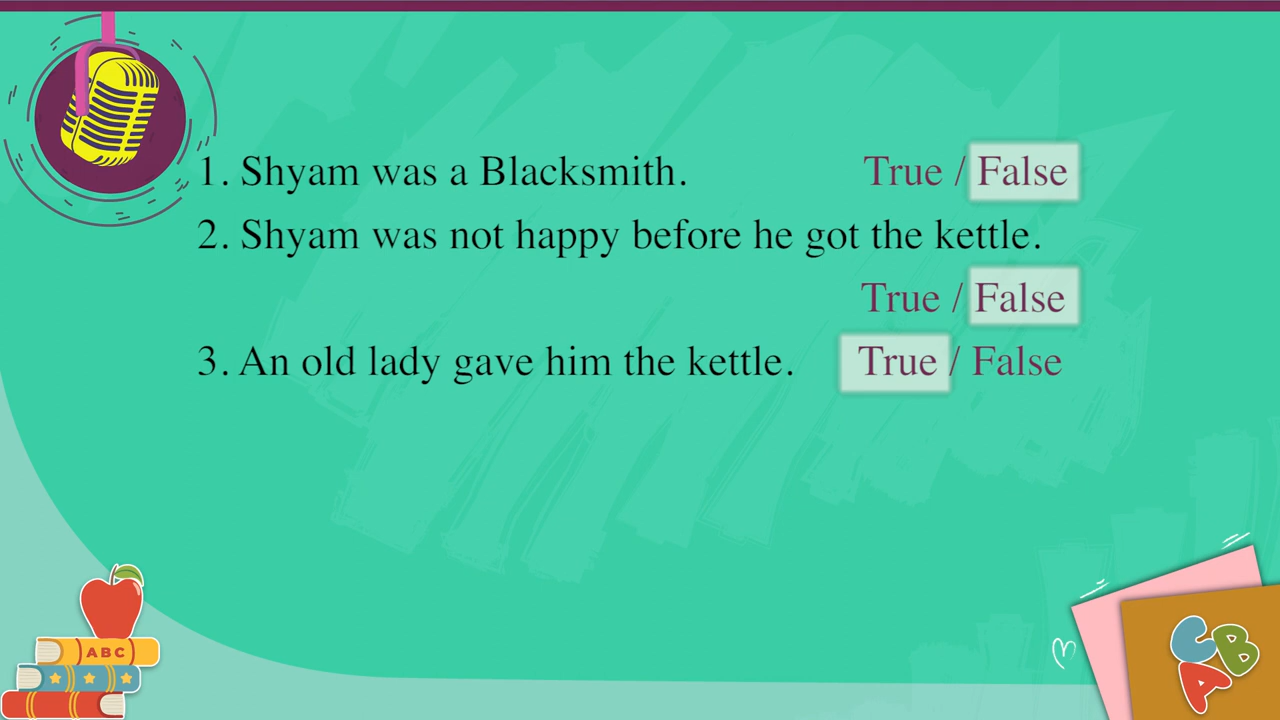 1. Shyam was a Blacksmith. True / False
2. Shyam was not happy before he got the kettle.
True / False
3. An old lady gave him the kettle. True / False
ABC
C
B
A